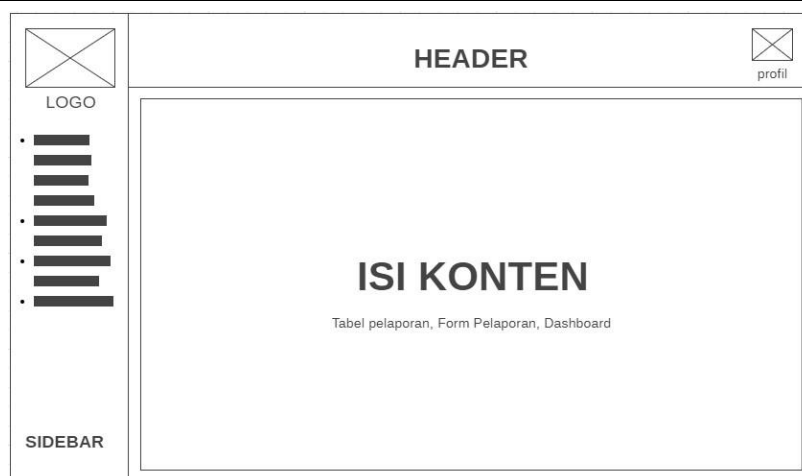 HEADER
profil
LOGO
ISI KONTEN
Tabel pelaporan, Form Pelaporan, Dashboard
SIDEBAR